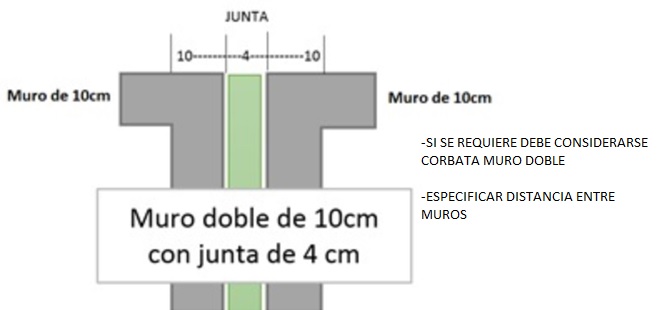 JUNTA
10--------4--------10
Muro de 10cm
Muro de 10cm
-SI SE REQUIERE DEBE CONSIDERARSE
CORBATA MURO DOBLE
-ESPECIFICAR DISTANCIA ENTRE
MUROS
Muro doble de 10cm
con junta de 4 cm